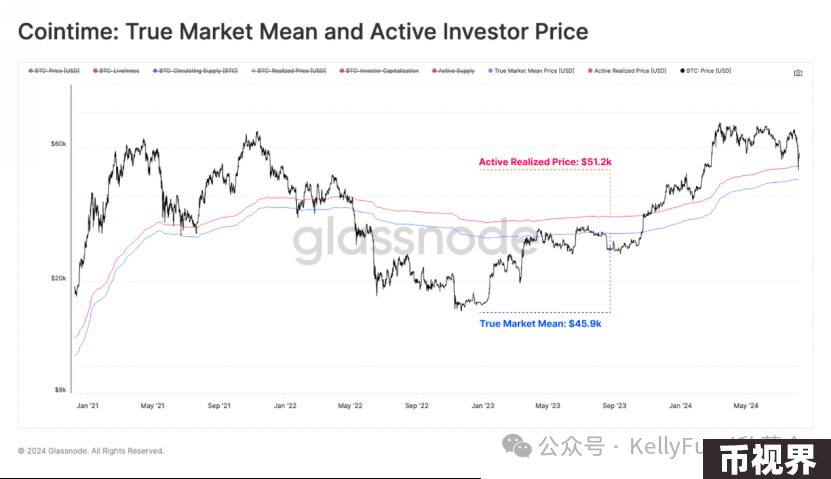 Cointime: True Market Mean and Active Investor Price
BTC: Price [USD] BTC: Liveliness BTC: Circulating Supply [BTC] BTC: Realized Price [USD] BTC: Investor Capitalization Active Supply True Market Mean Price [USD] Active Realized Price [USD] BTC: Price [USD]
$60k
Active Realized Price: $51.2k
glassnode
$20k
True Market Mean: $45.9k
$8k
Jan '21 May '21 Sep '21 Jan '22 May '22 Sep '22 Jan '23 May '23 Sep '23 Jan '24 May '24
© 2024 Glassnode. All Rights Reserved.
公众号 · KellyFu
币视界